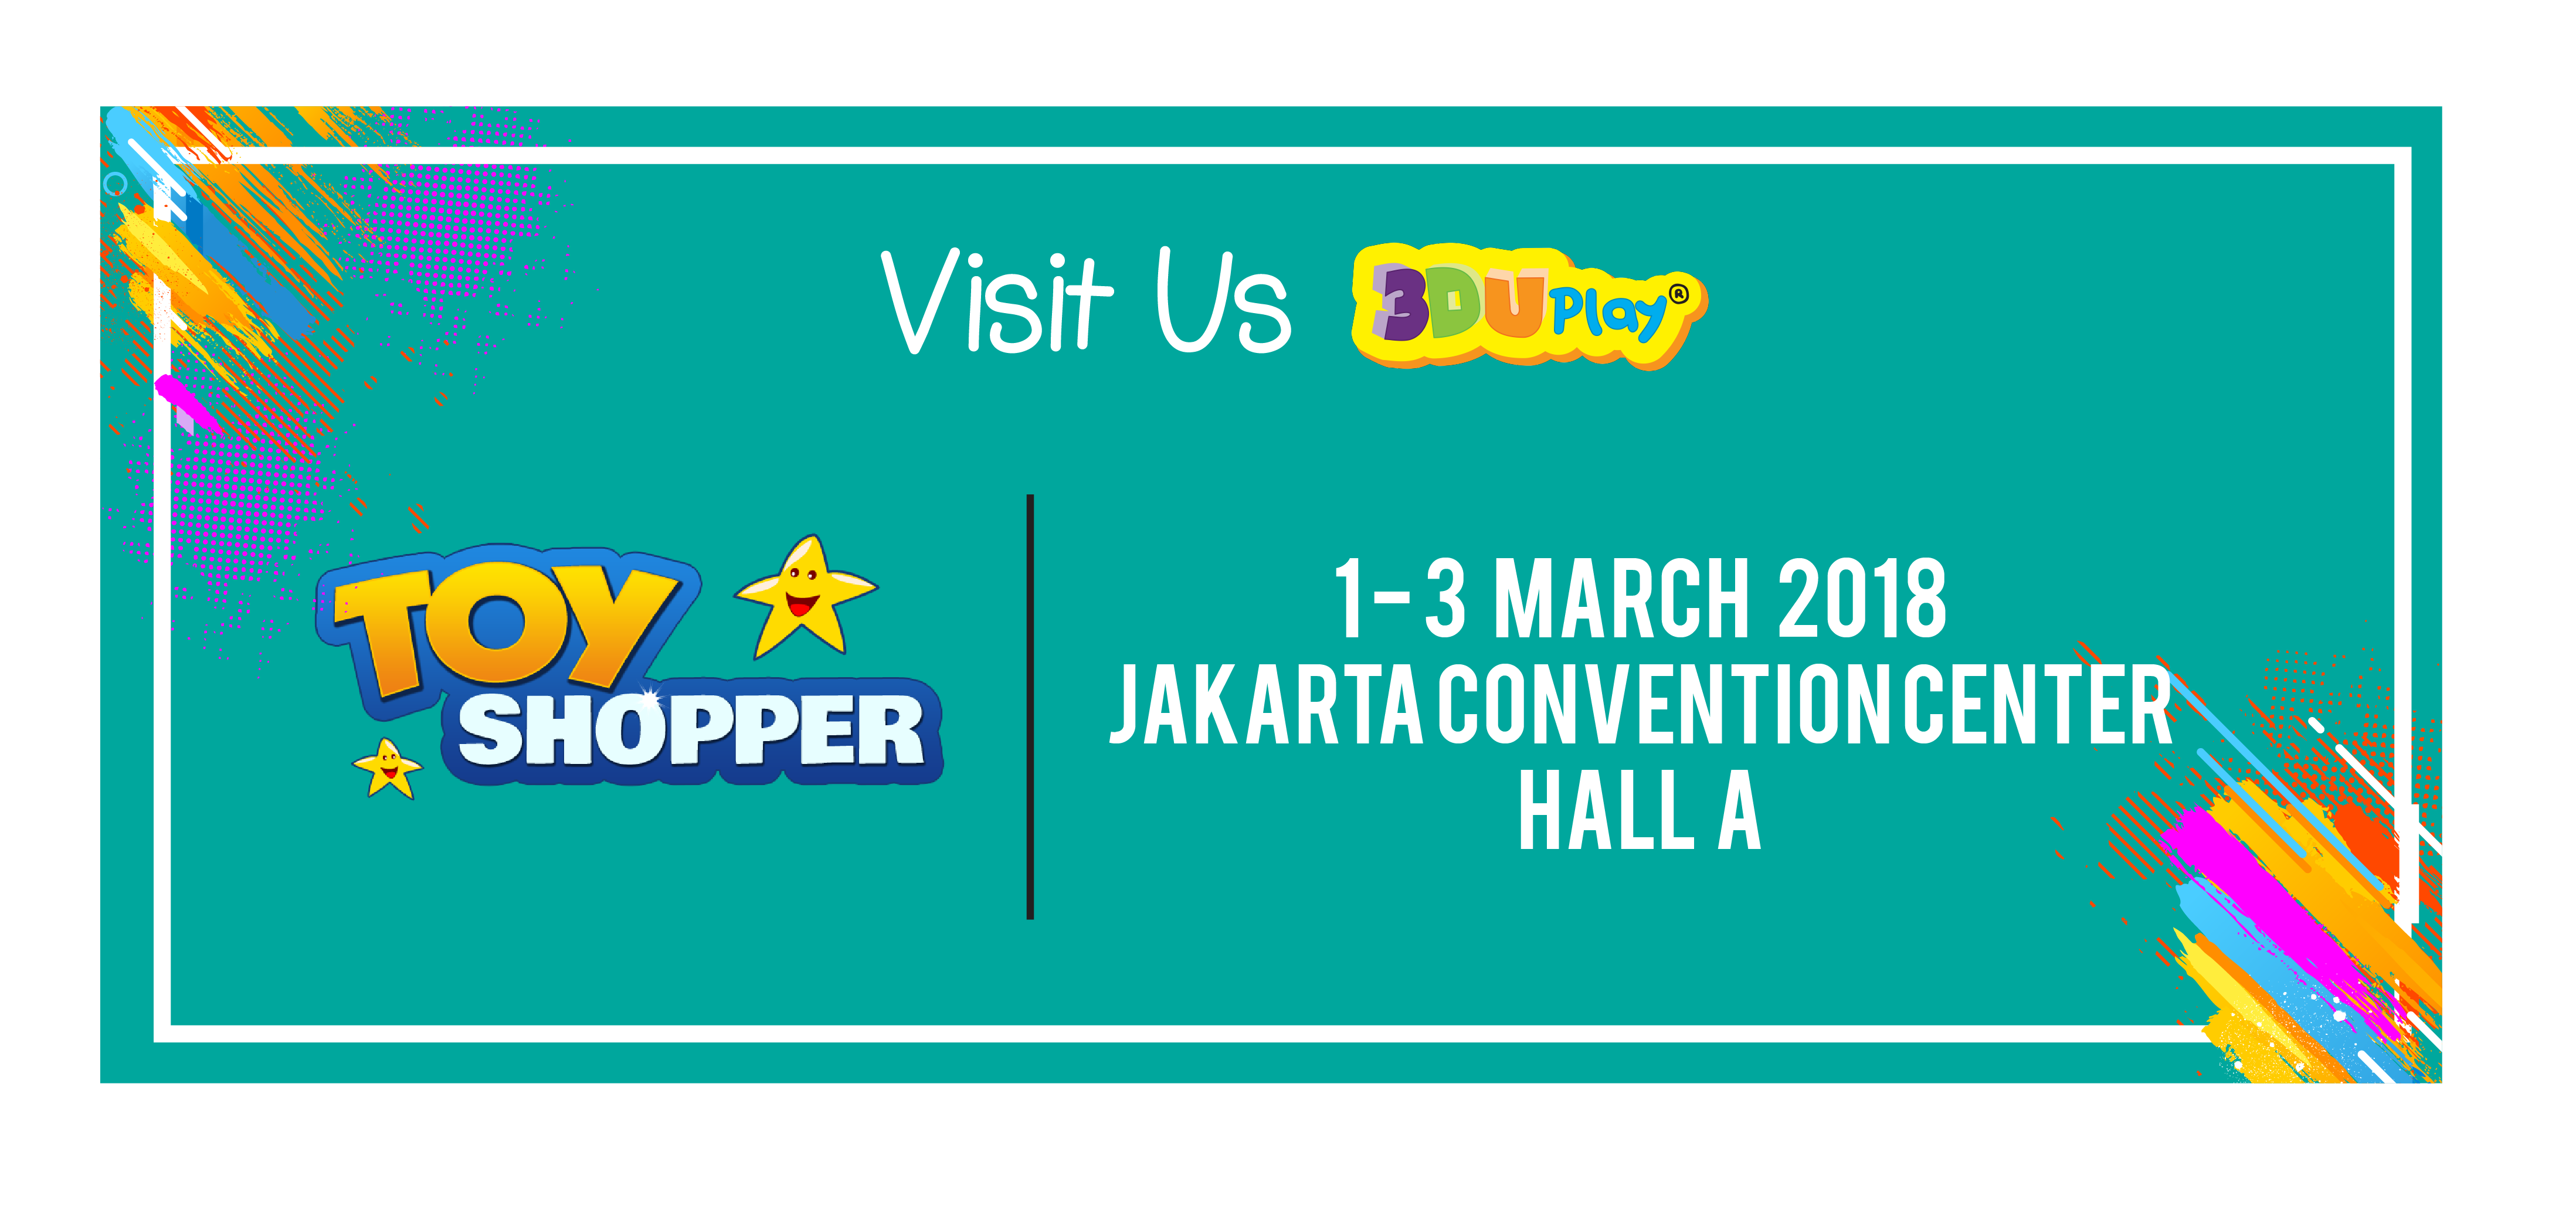 Visit Us 3DUPlay®
TOY
SHOPPER
1-3 MARCH 2018
JAKARTA CONVENTION CENTER
HALL A